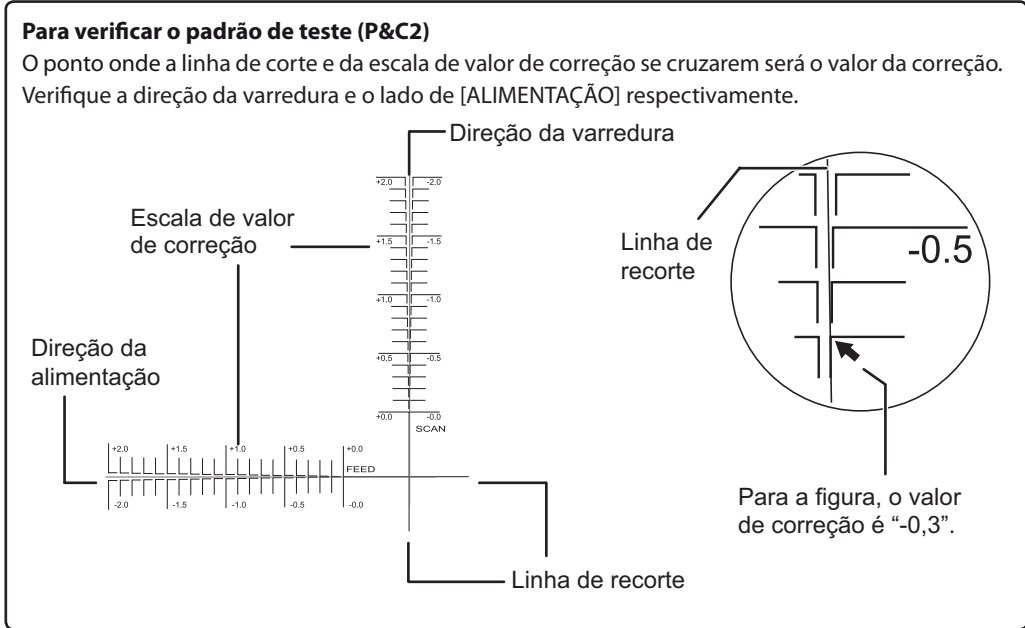 Para verificar o padrão de teste (P&C2)
O ponto onde a linha de corte e da escala de valor de correção se cruzarem será o valor da correção.
Verifique a direção da varredura e o lado de [ALIMENTAÇÃO] respectivamente.
Direção da varredura
+2.0 -2.0
Escala de valor
de correção
+1.5 -1.5
+1.0 -1.0
+0.5 -0.5
+0.0 -0.0
SCAN
Direção da
alimentação
+2.0 +1.5 +1.0 +0.5 +0.0
FEED
-2.0 -1.5 -1.0 -0.5 -0.0
Linha de recorte
Linha de
recorte
-0.5
Para a figura, o valor
de correção é “-0,3”.